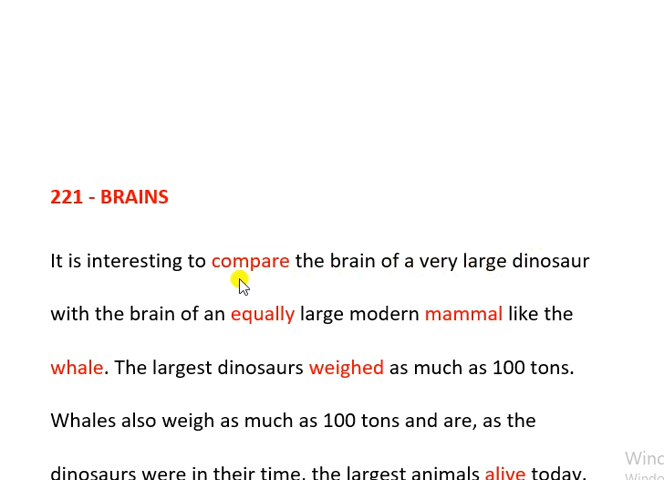 221 - BRAINS
It is interesting to compare the brain of a very large dinosaur
with the brain of an equally large modern mammal like the
whale. The largest dinosaurs weighed as much as 100 tons.
Whales also weigh as much as 100 tons and are, as the
dinosaurs were in their time, the largest animals alive today.